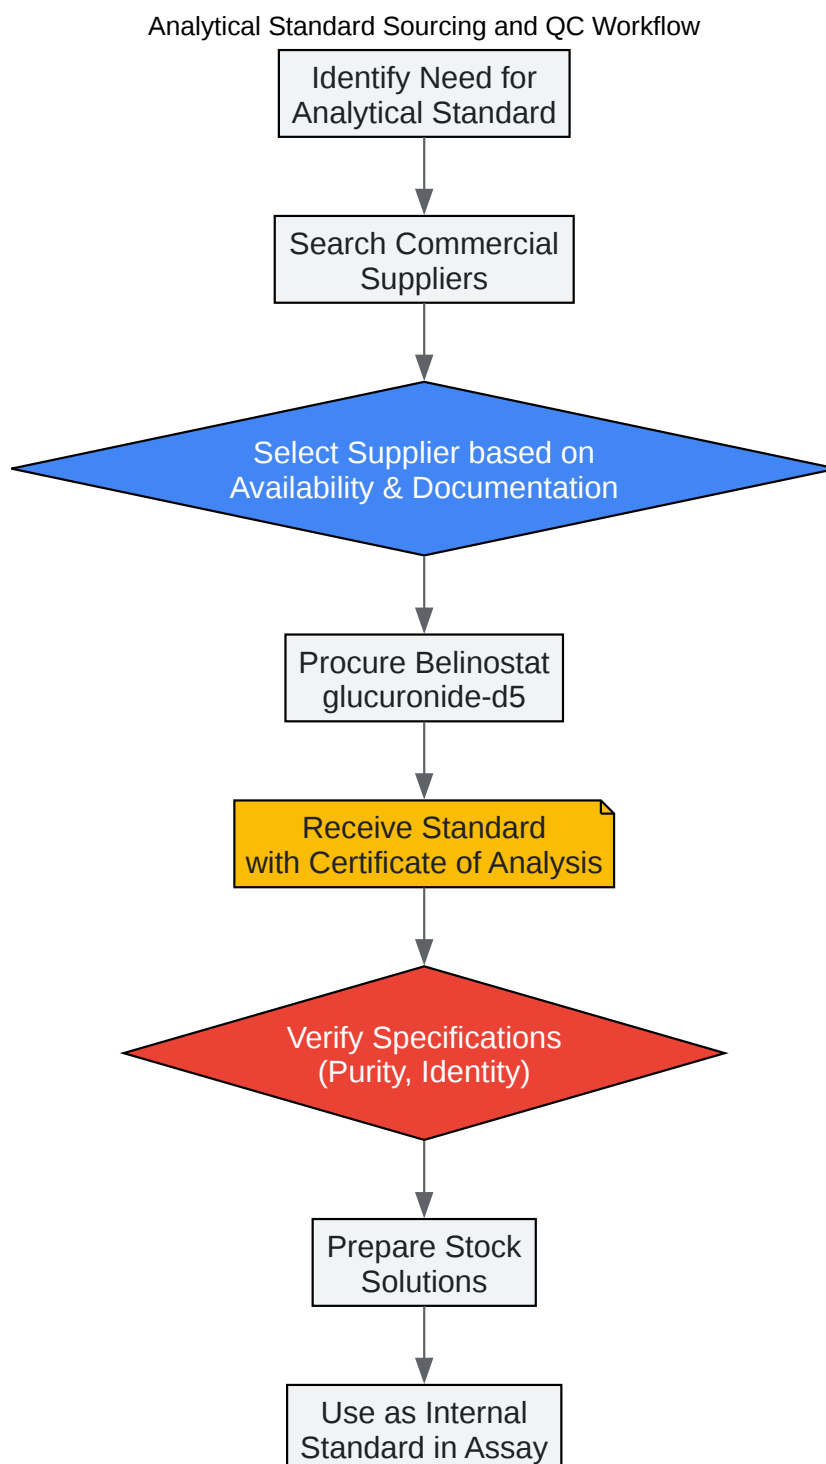 Analytical Standard Sourcing and QC Workflow
Identify Need for
Analytical Standard
Search Commercial
Suppliers
Select Supplier based on
Availability & Documentation
Procure Belinostat
glucuronide-d5
Receive Standard
with Certificate of Analysis
Verify Specifications
(Purity, Identity)
Prepare Stock
Solutions
Use as Internal
Standard in Assay